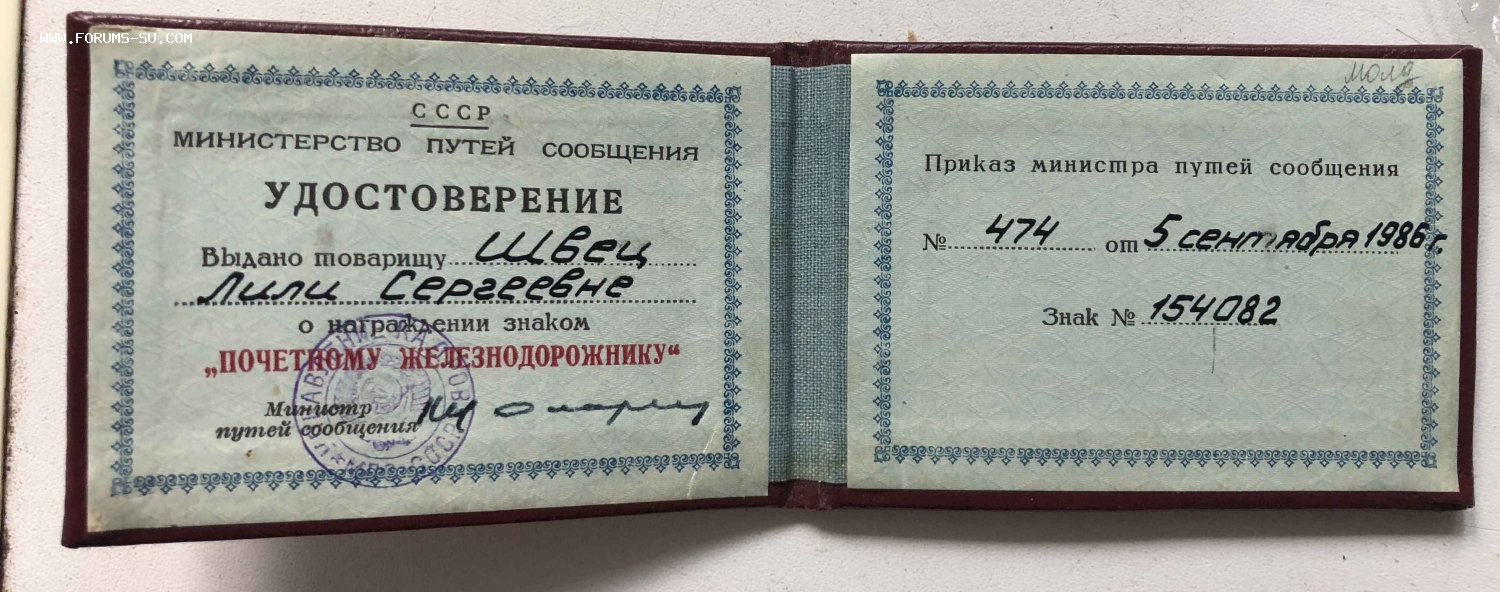 WWW.FORUMS-SU.COM
СССР
МИНИСТЕРСТВО ПУТЕЙ СООБЩЕНИЯ
УДОСТОВЕРЕНИЕ
Выдано товарищу Швец
Лили Сергеевне
о награждении знаком
„ПОЧЕТНОМУ ЖЕЛЕЗНОДОРОЖНИКУ“
Министр
путей сообщения
Приказ министра путей сообщения
№ 474 от 5 сентября 1986 г.
Знак № 154082